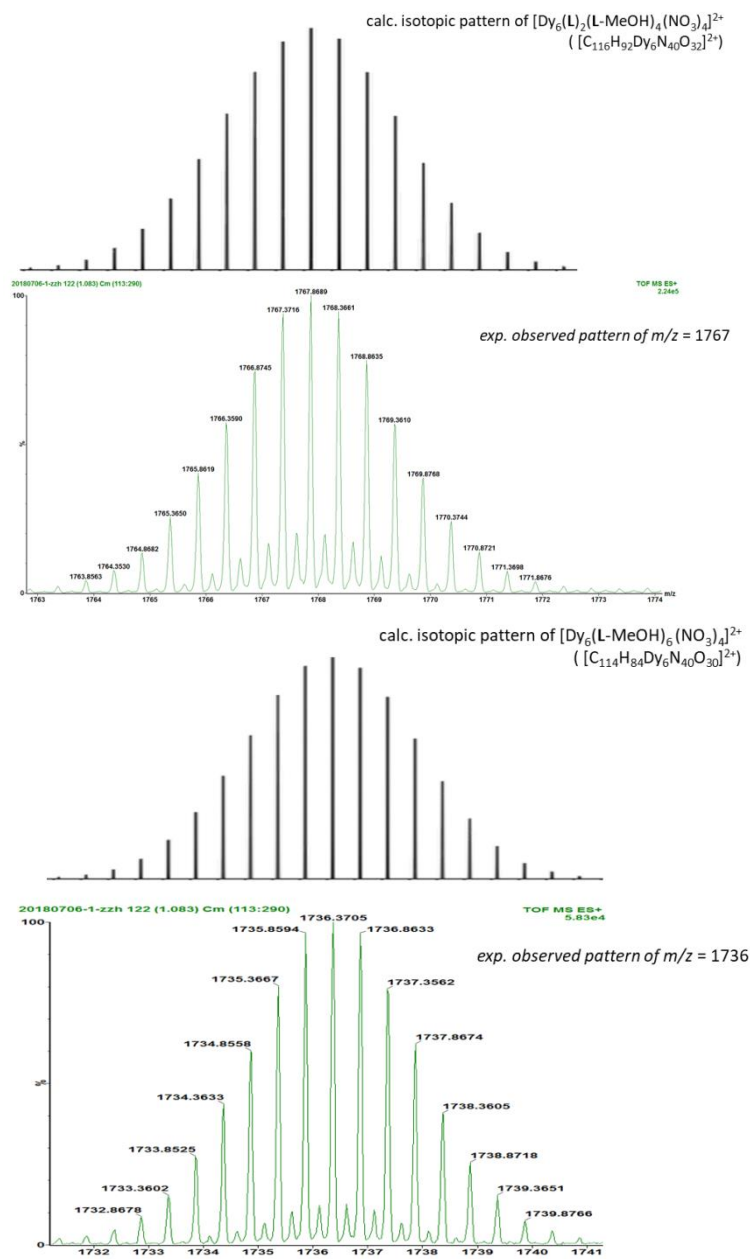 calc. isotopic pattern of [Dy₆(L)₂(L-MeOH)₄(NO₃)₄]²⁺
( [C₁₁₆H₉₂Dy₆N₄₀O₃₂]²⁺)
20180706-1-zzh 122 (1.083) Cm (113:290)
TOF MS ES+
2.24e5
100
1767.8689
1767.3716
1768.3661
exp. observed pattern of m/z = 1767
1768.8635
1766.8745
1766.3590
1769.3610
%
1765.8619
1769.8768
1765.3650
1770.3744
1764.8682
1770.8721
1764.3530
1771.3698
1763.8563
1771.8676
0
1763 1764 1765 1766 1767 1768 1769 1770 1771 1772 1773 1774 m/z
calc. isotopic pattern of [Dy₆(L-MeOH)₆(NO₃)₄]²⁺
( [C₁₁₄H₈₄Dy₆N₄₀O₃₀]²⁺)
20180706-1-zzh 122 (1.083) Cm (113:290)
TOF MS ES+
5.83e4
100
1736.3705
1735.8594
1736.8633
exp. observed pattern of m/z = 1736
1735.3667
1737.3562
1734.8558
1737.8674
%
1734.3633
1738.3605
1733.8525
1738.8718
1733.3602
1739.3651
1732.8678
1739.8766
0
1732 1733 1734 1735 1736 1737 1738 1739 1740 1741